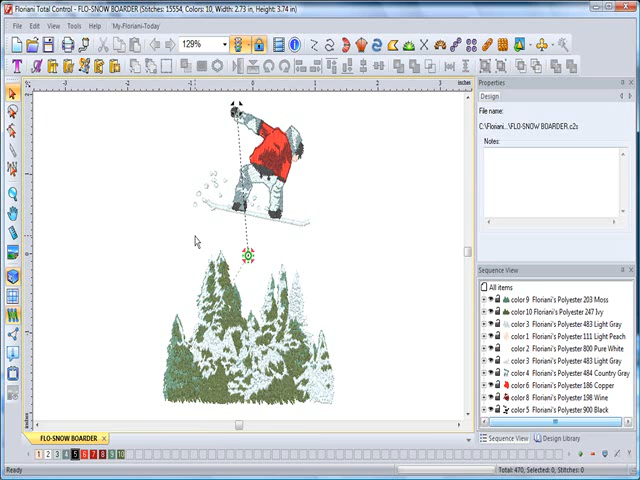 Floriani Total Control - FLO-SNOW BOARDER (Stitches: 15554, Colors: 10, Width: 2.73 in, Height: 3.74 in)
File Edit View Tools Help My-Floriani-Today
129%
inches
Properties
Design
File name:
C:\Floriani...\FLO-SNOW BOARDER.c2s
Notes:
Sequence View
All items
color 9 Floriani's Polyester 203 Moss
color 10 Floriani's Polyester 247 Ivy
color 3 Floriani's Polyester 483 Light Gray
color 1 Floriani's Polyester 111 Light Peach
color 2 Floriani's Polyester 800 Pure White
color 3 Floriani's Polyester 483 Light Gray
color 4 Floriani's Polyester 484 Country Gray
color 6 Floriani's Polyester 186 Copper
color 8 Floriani's Polyester 198 Wine
color 5 Floriani's Polyester 900 Black
Sequence View Design Library
FLO-SNOW BOARDER
1 2 3 4 5 6 7 8 9 10
Ready
Total: 470, Selected: 0, Stitches: 0